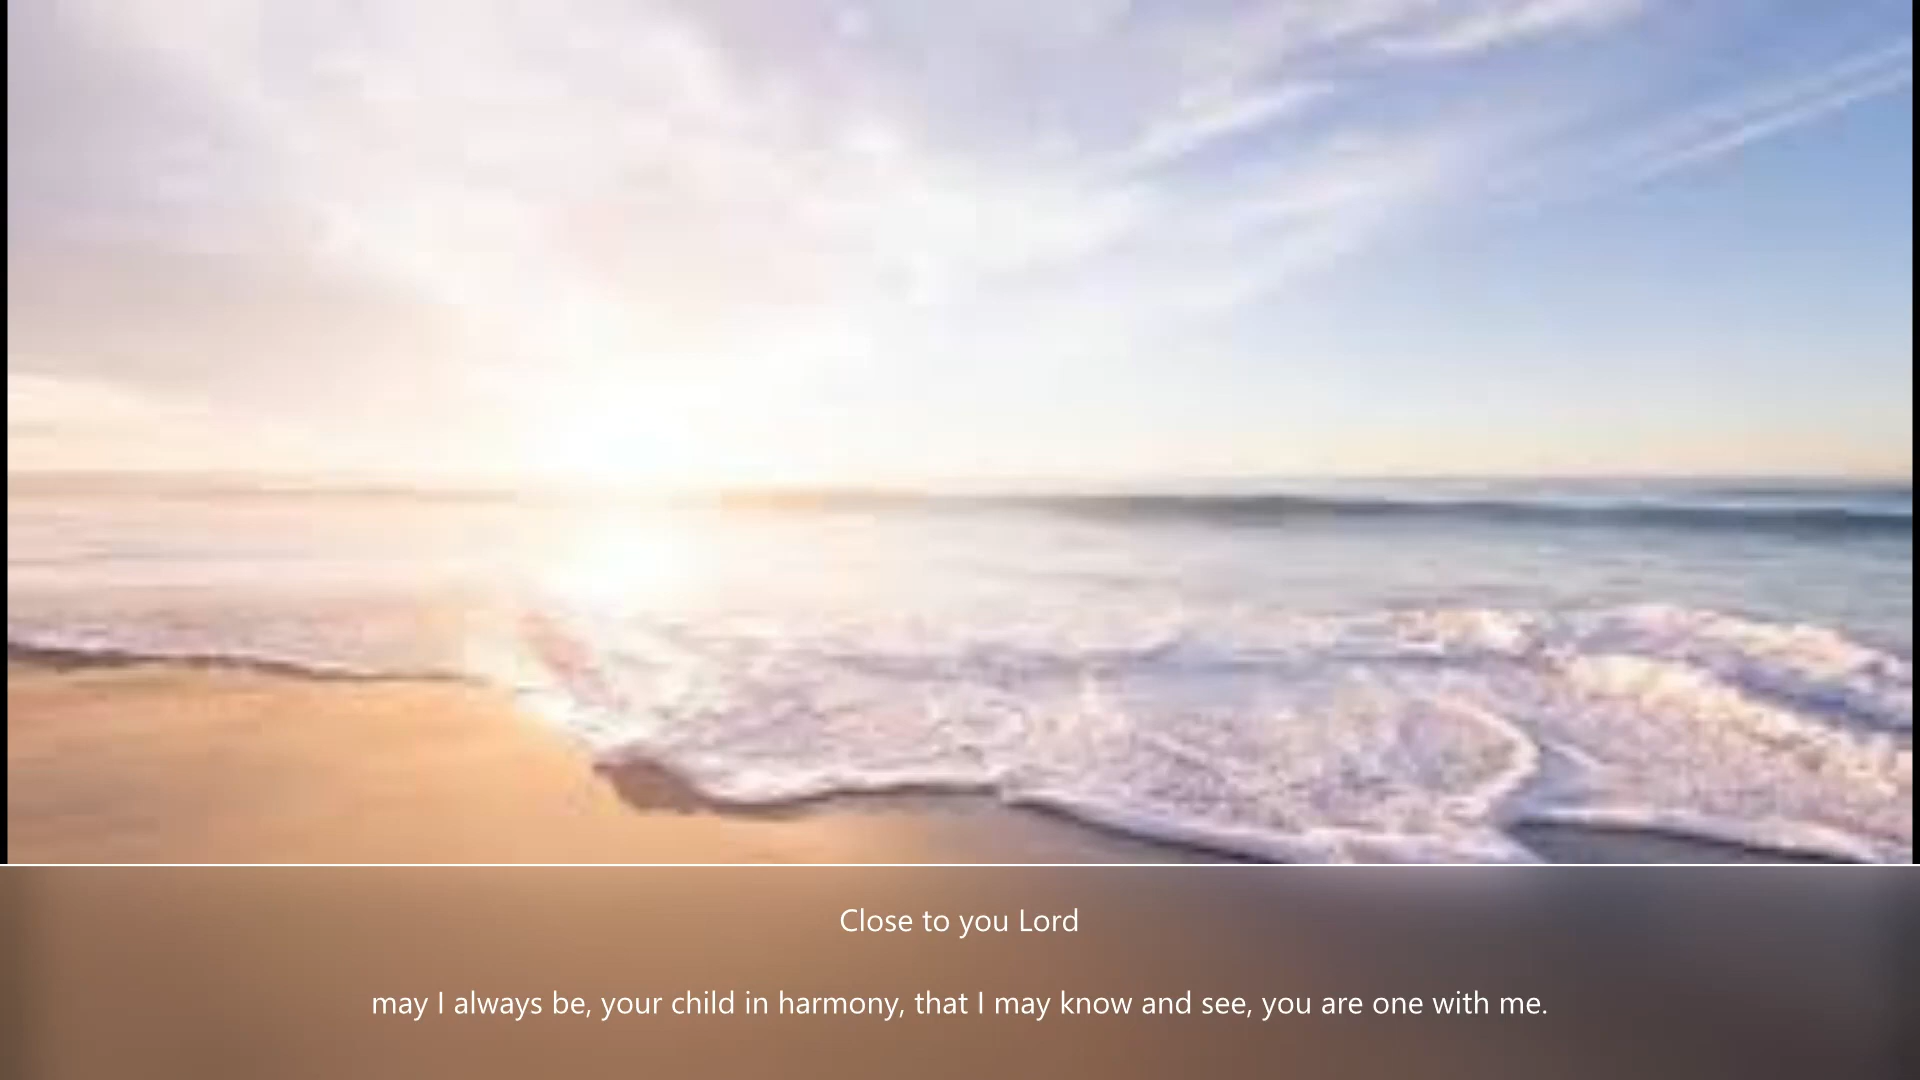 Close to you Lord
may I always be, your child in harmony, that I may know and see, you are one with me.